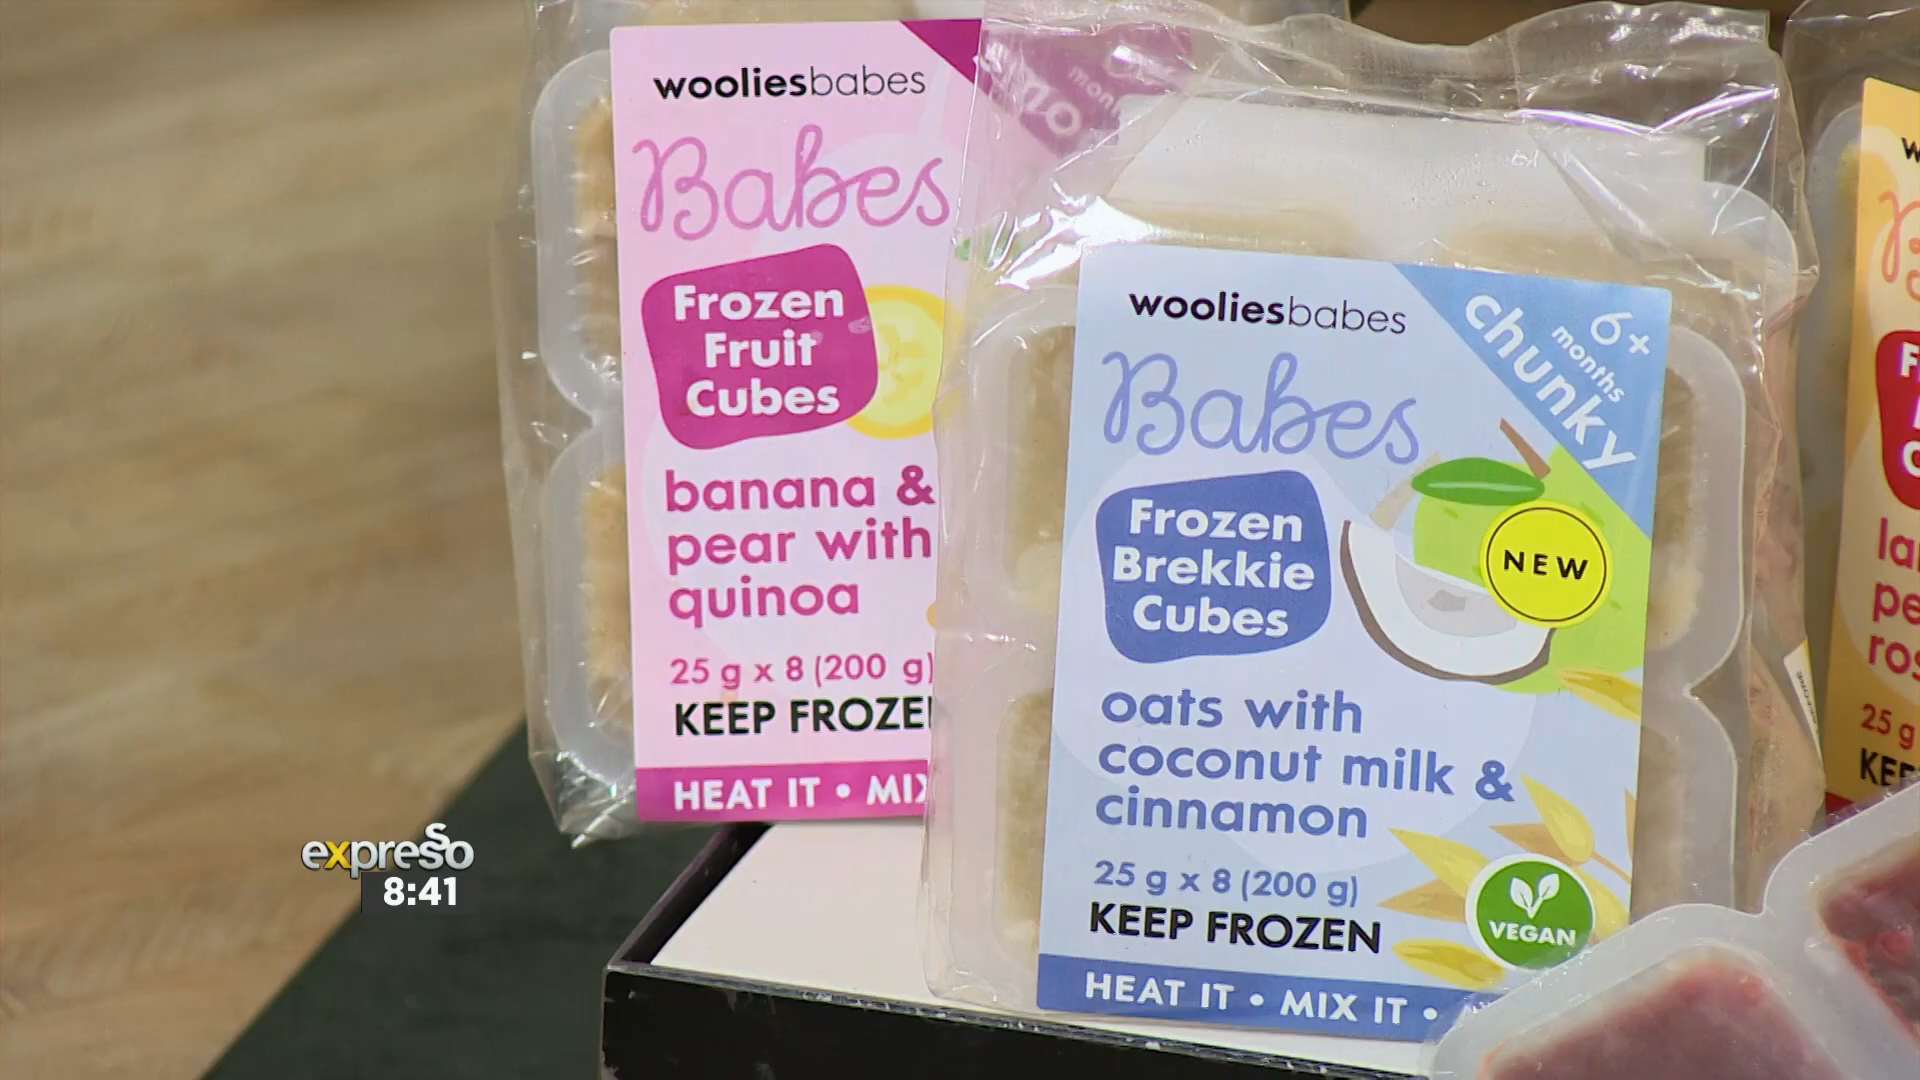 wooliesbabes
Babes
Frozen
Fruit
Cubes
banana &
pear with
quinoa
25 g x 8 (200 g)
KEEP FROZE
HEAT IT • MIX
wooliesbabes
6+
months
chunky
Babes
Frozen
Brekkie
Cubes
NEW
oats with
coconut milk &
cinnamon
25 g x 8 (200 g)
KEEP FROZEN
VEGAN
HEAT IT • MIX IT •
25 g
expresso
8:41